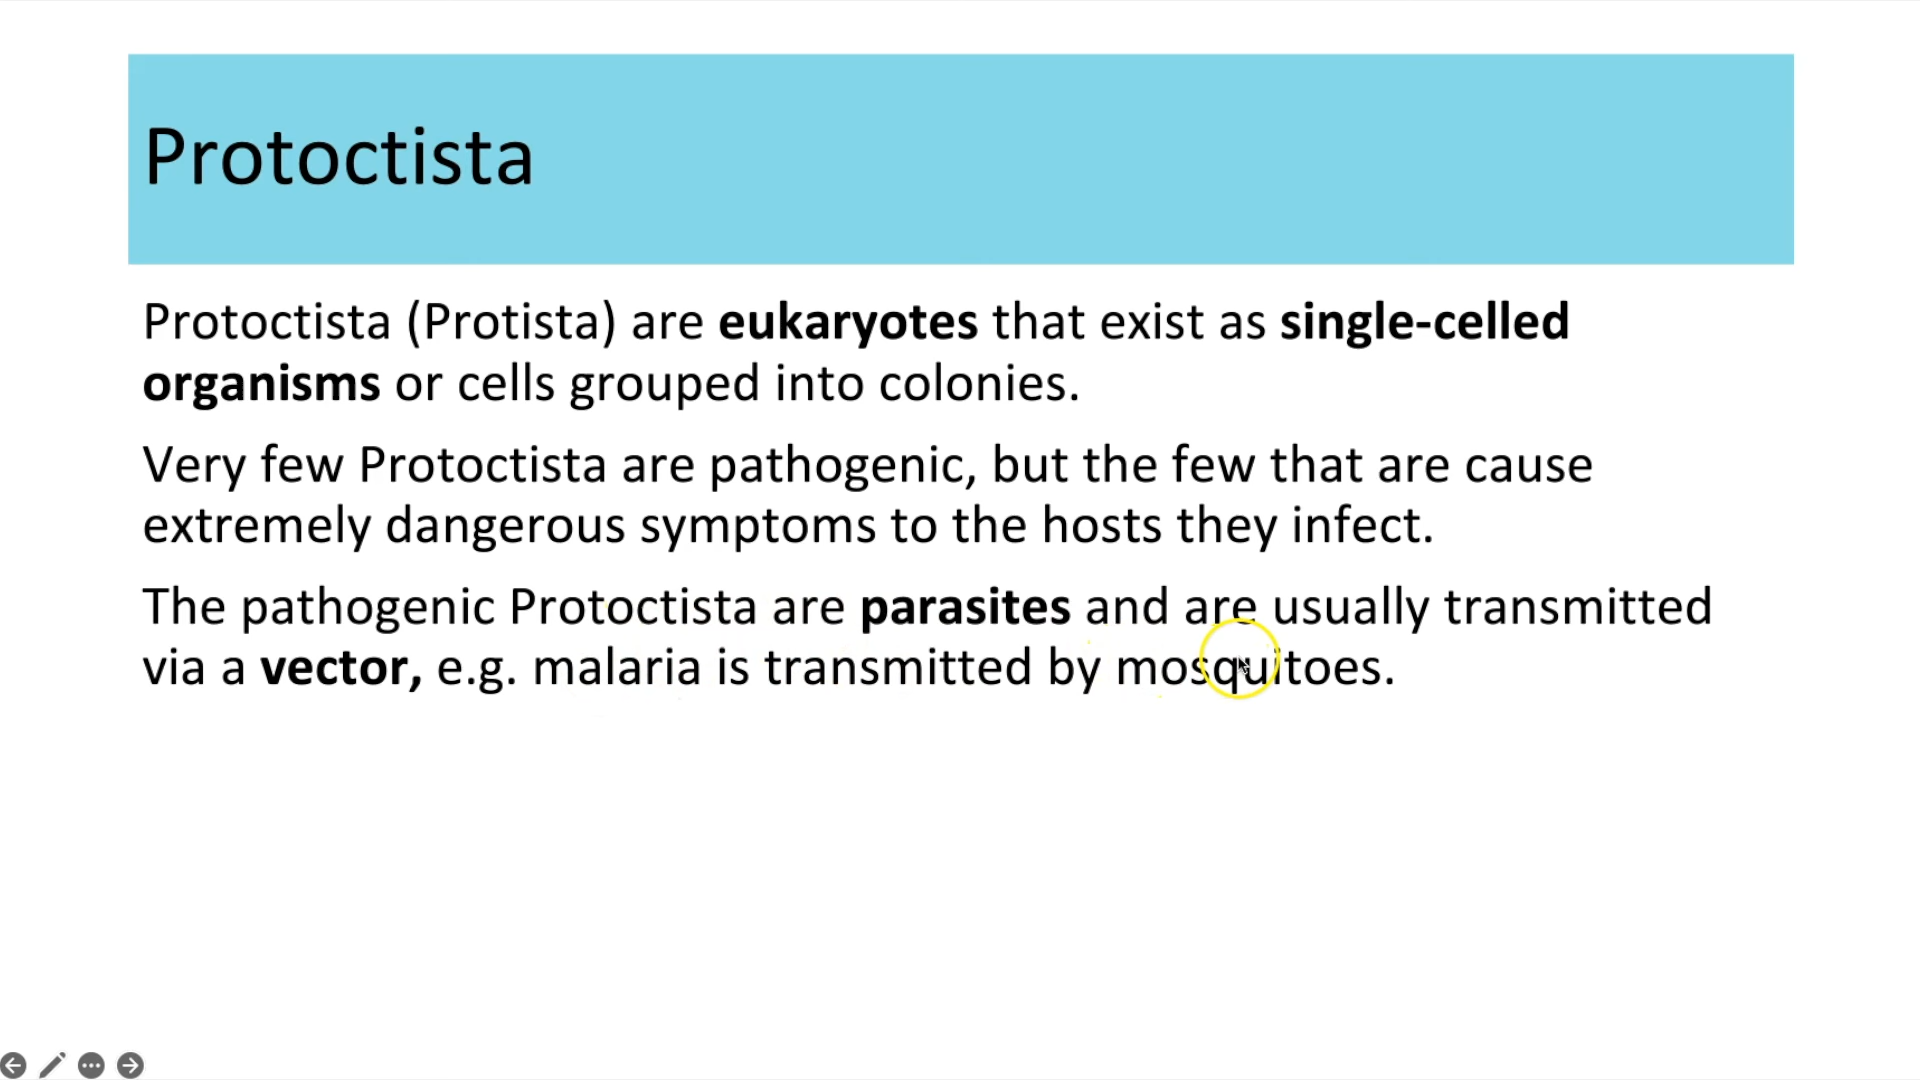 Protoctista
Protoctista (Protista) are eukaryotes that exist as single-celled
organisms or cells grouped into colonies.
Very few Protoctista are pathogenic, but the few that are cause
extremely dangerous symptoms to the hosts they infect.
The pathogenic Protoctista are parasites and are usually transmitted
via a vector, e.g. malaria is transmitted by mosquitoes.